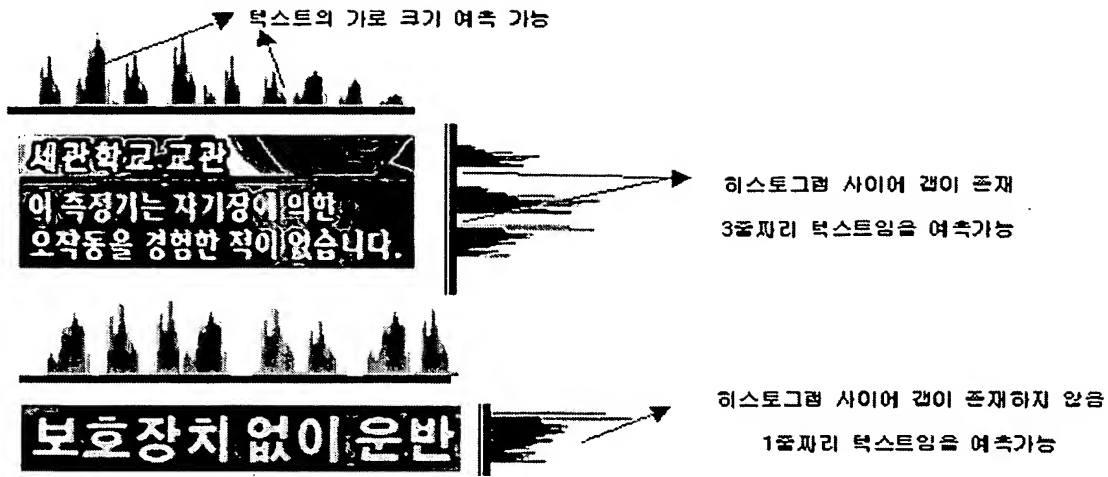 텍스트의 가로 크기 예측 가능
세관학교 교관
이 측정기는 자기장에 의한
오작동을 경험한 적이 없습니다.
히스토그램 사이에 갭이 존재
3줄짜리 텍스트임을 예측가능
보호장치 없이 운반
히스토그램 사이에 갭이 존재하지 않음
1줄짜리 텍스트임을 예측가능